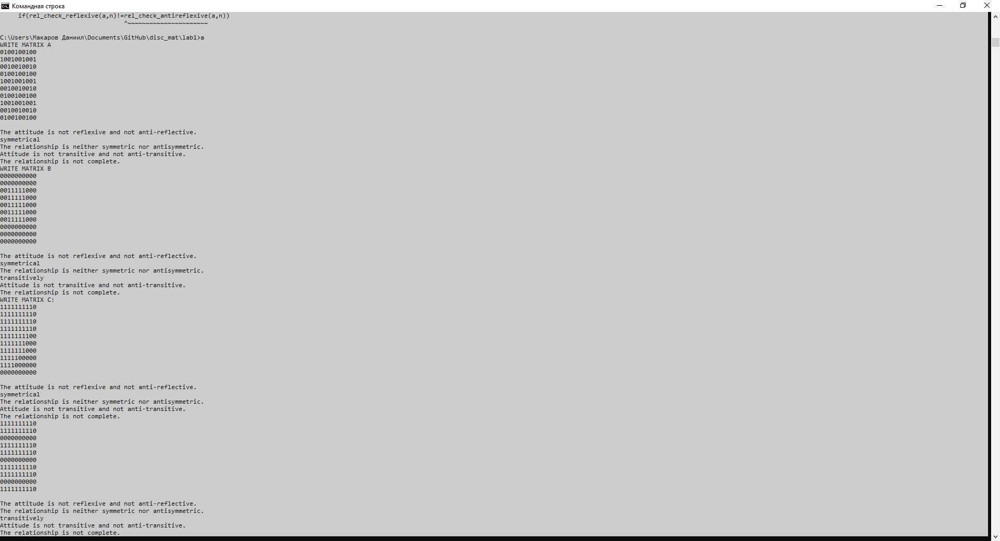 Командная строка
if(rel_check_reflexive(a,n)!=rel_check_antireflexive(a,n))
^~~~~~~~~~~~~~~~~~~~~~~
C:\Users\Макаров Даниил\Documents\GitHub\disc_mat\lab1>a
WRITE MATRIX A
0100100100
1001001001
0010010010
0100100100
1001001001
0010010010
0100100100
1001001001
0010010010
0100100100
The attitude is not reflexive and not anti-reflective.
symmetrical
The relationship is neither symmetric nor antisymmetric.
Attitude is not transitive and not anti-transitive.
The relationship is not complete.
WRITE MATRIX B
0000000000
0000000000
0011111000
0011111000
0011111000
0011111000
0011111000
0000000000
0000000000
0000000000
The attitude is not reflexive and not anti-reflective.
symmetrical
The relationship is neither symmetric nor antisymmetric.
transitively
Attitude is not transitive and not anti-transitive.
The relationship is not complete.
WRITE MATRIX C:
1111111110
1111111110
1111111110
1111111110
1111111100
1111111000
1111111000
1111100000
1111000000
0000000000
The attitude is not reflexive and not anti-reflective.
symmetrical
The relationship is neither symmetric nor antisymmetric.
Attitude is not transitive and not anti-transitive.
The relationship is not complete.
1111111110
1111111110
0000000000
1111111110
1111111110
0000000000
1111111110
1111111110
0000000000
1111111110
The attitude is not reflexive and not anti-reflective.
The relationship is neither symmetric nor antisymmetric.
transitively
Attitude is not transitive and not anti-transitive.
The relationship is not complete.